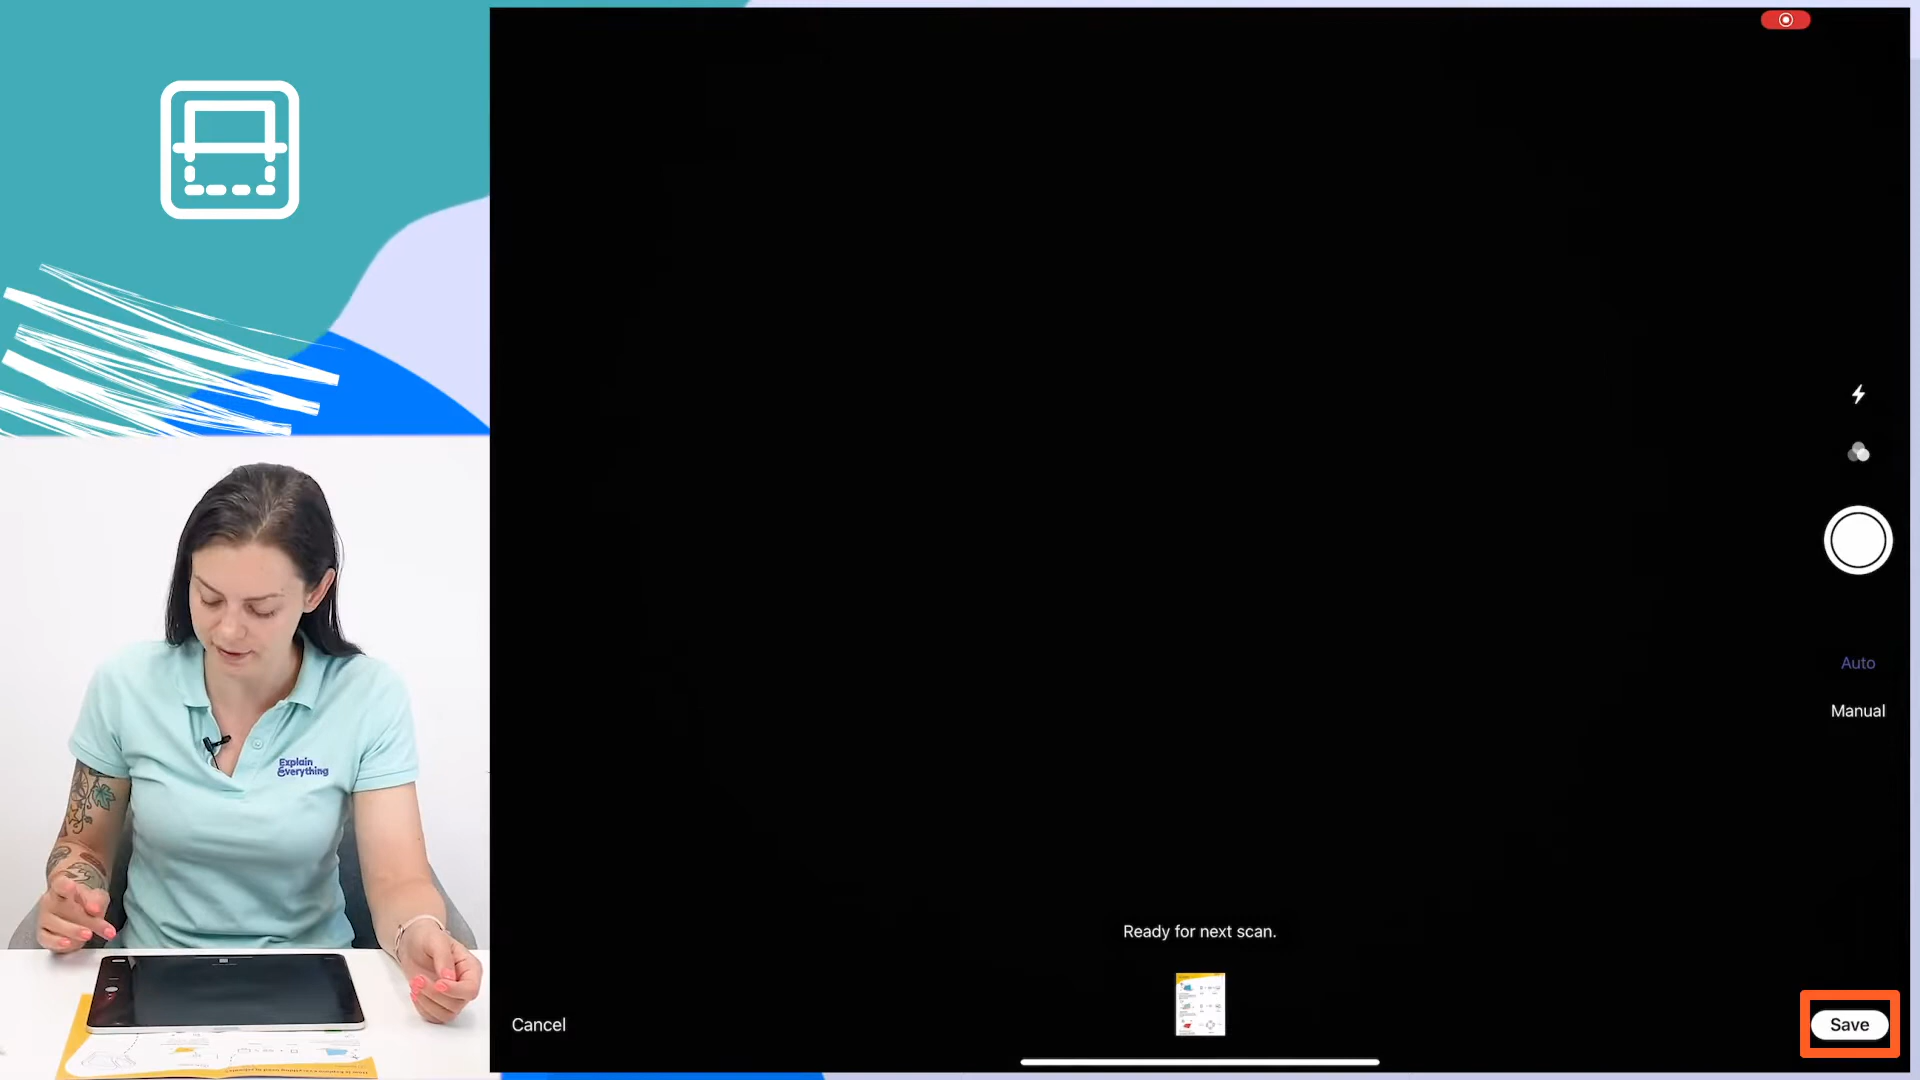 Explain
Everything
Auto
Manual
Ready for next scan.
Cancel
Save